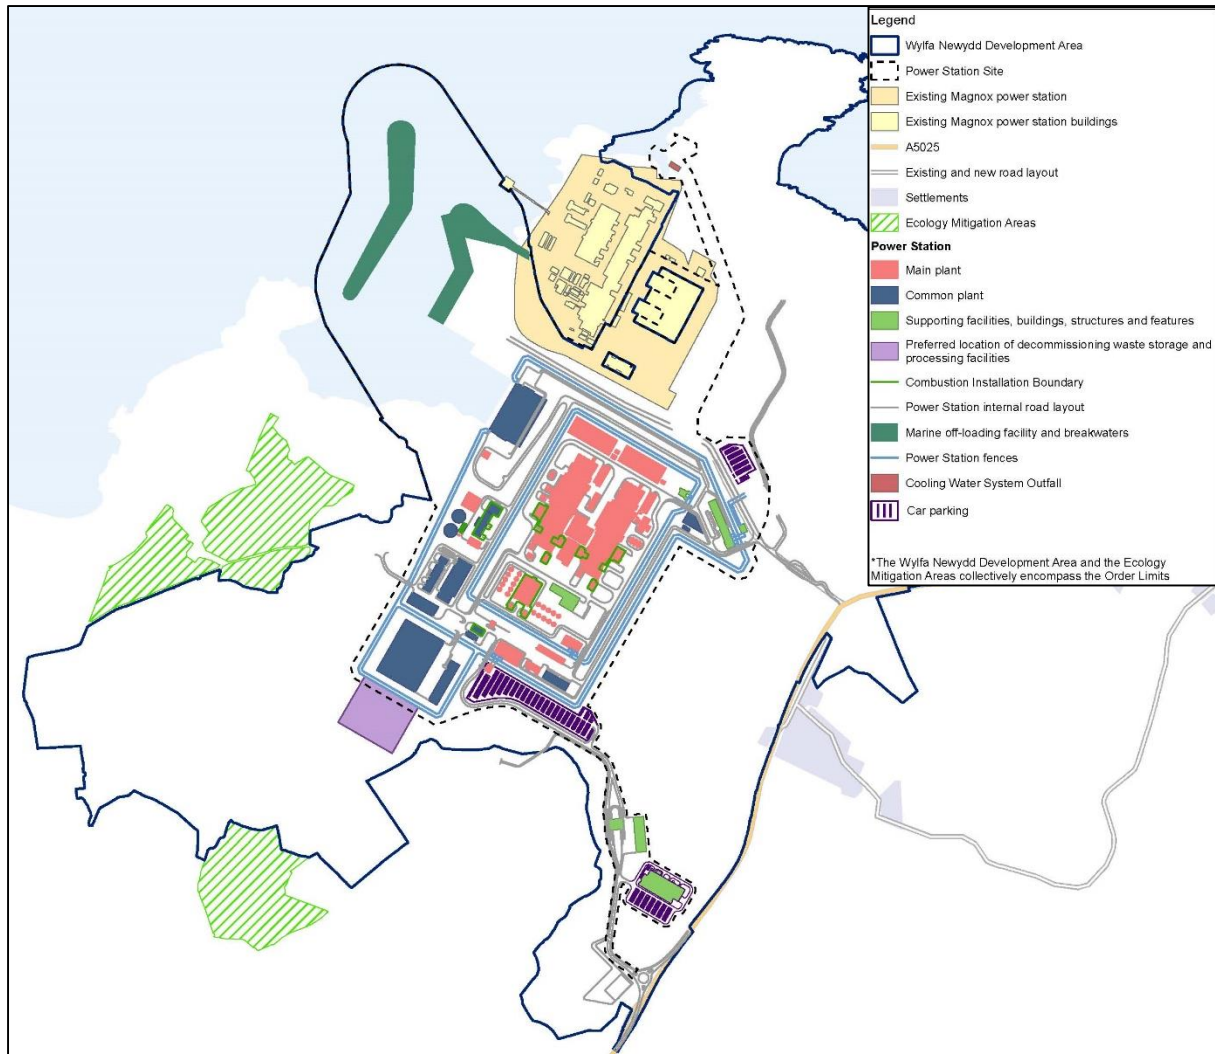 Legend
Wylfa Newydd Development Area
Power Station Site
Existing Magnox power station
Existing Magnox power station buildings
A5025
Existing and new road layout
Settlements
Ecology Mitigation Areas
Power Station
Main plant
Common plant
Supporting facilities, buildings, structures and features
Preferred location of decommissioning waste storage and
processing facilities
Combustion Installation Boundary
Power Station internal road layout
Marine off-loading facility and breakwaters
Power Station fences
Cooling Water System Outfall
Car parking
*The Wylfa Newydd Development Area and the Ecology
Mitigation Areas collectively encompass the Order Limits